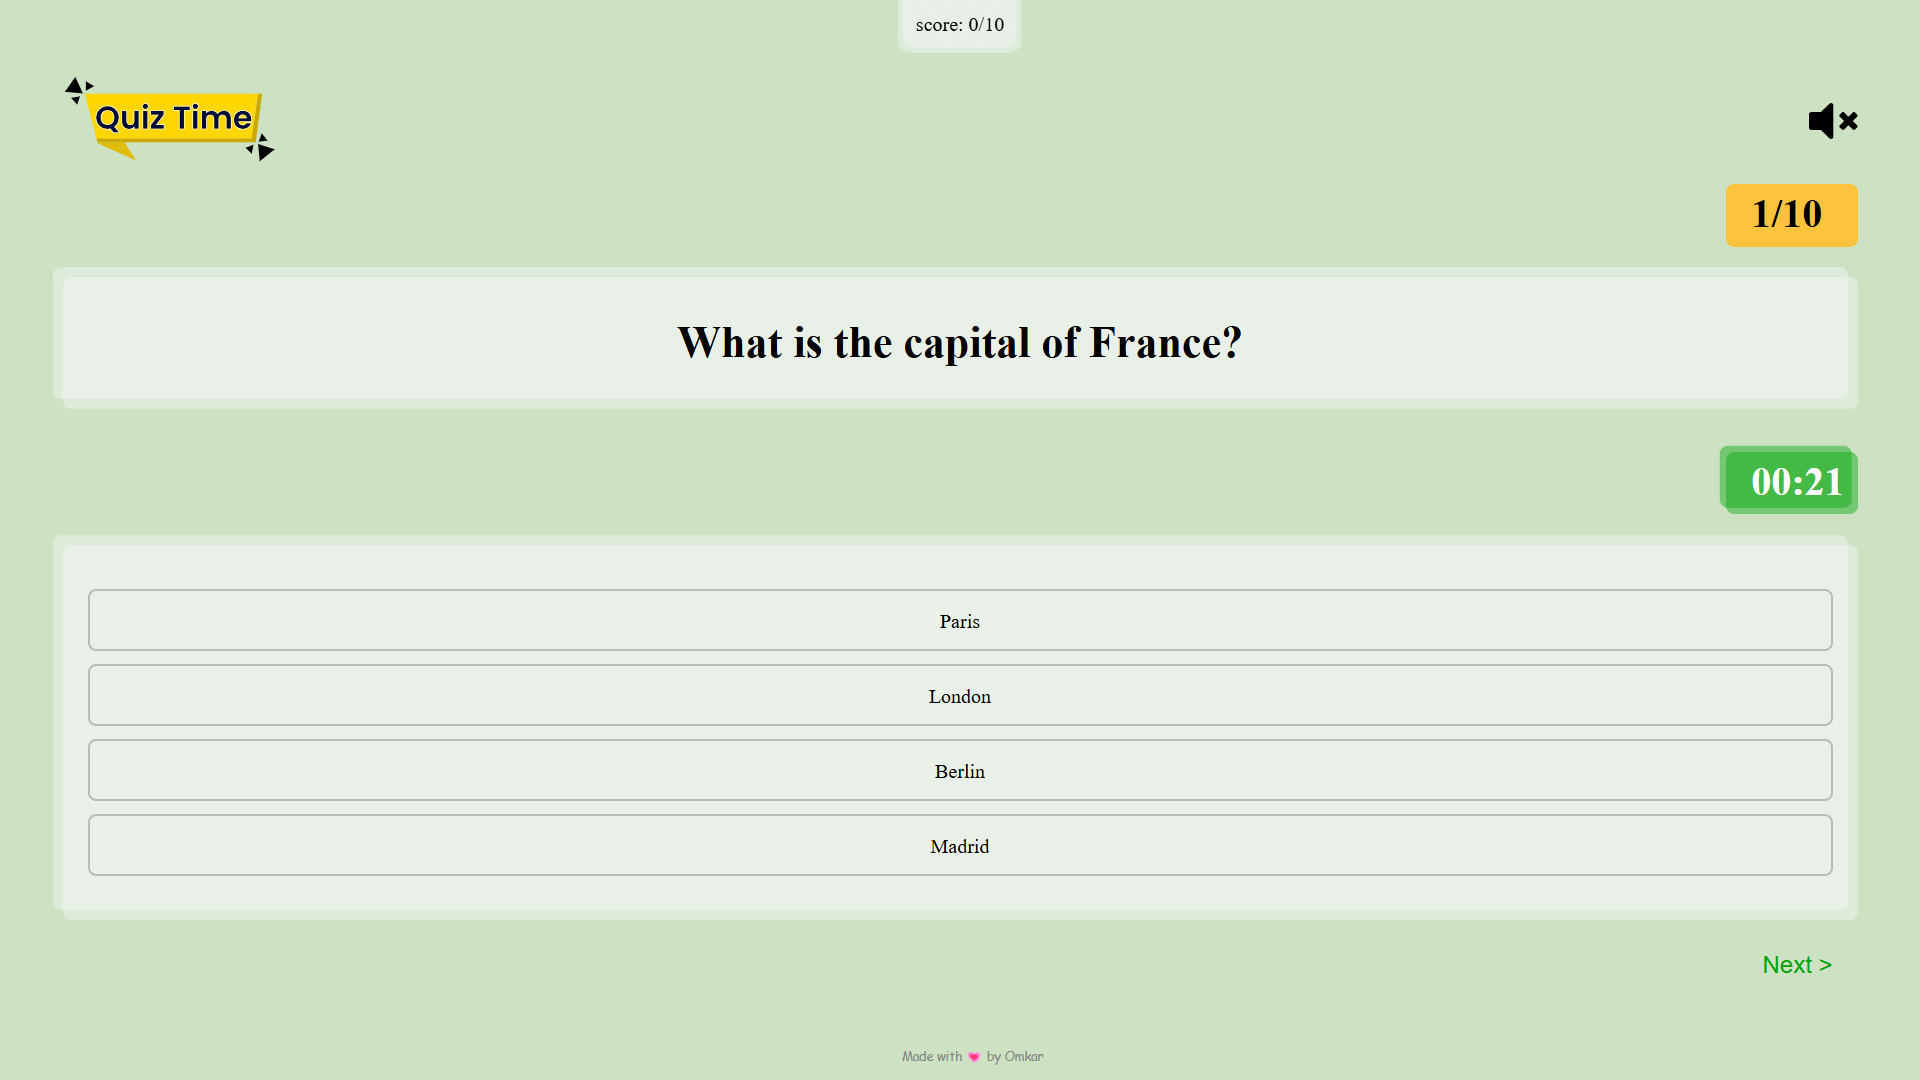 score: 0/10
Quiz Time
1/10
What is the capital of France?
00:21
Paris
London
Berlin
Madrid
Next >
Made with 💗 by Omkar